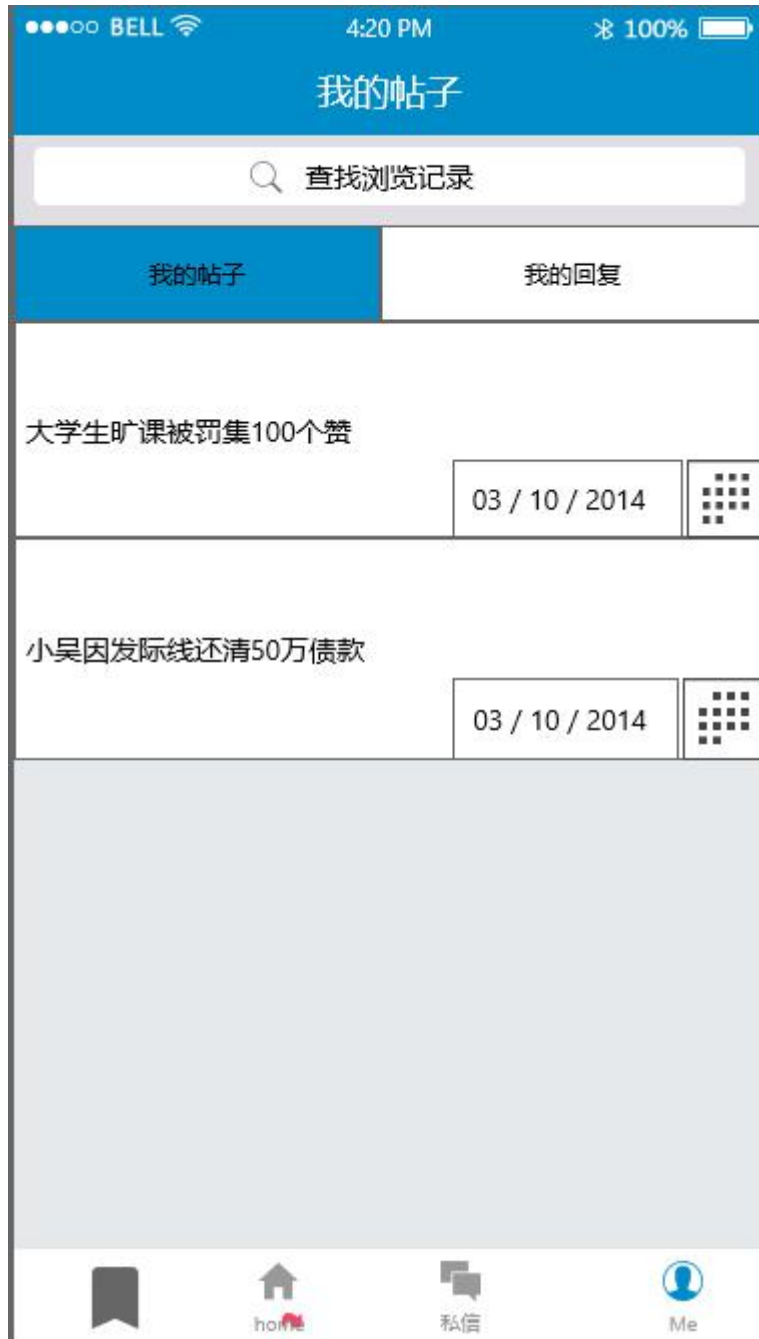 BELL 4:20 PM 100%
我的帖子
查找浏览记录
我的帖子 我的回复
大学生旷课被罚集100个赞
03 / 10 / 2014
小吴因发际线还清50万债款
03 / 10 / 2014
home 私信 Me